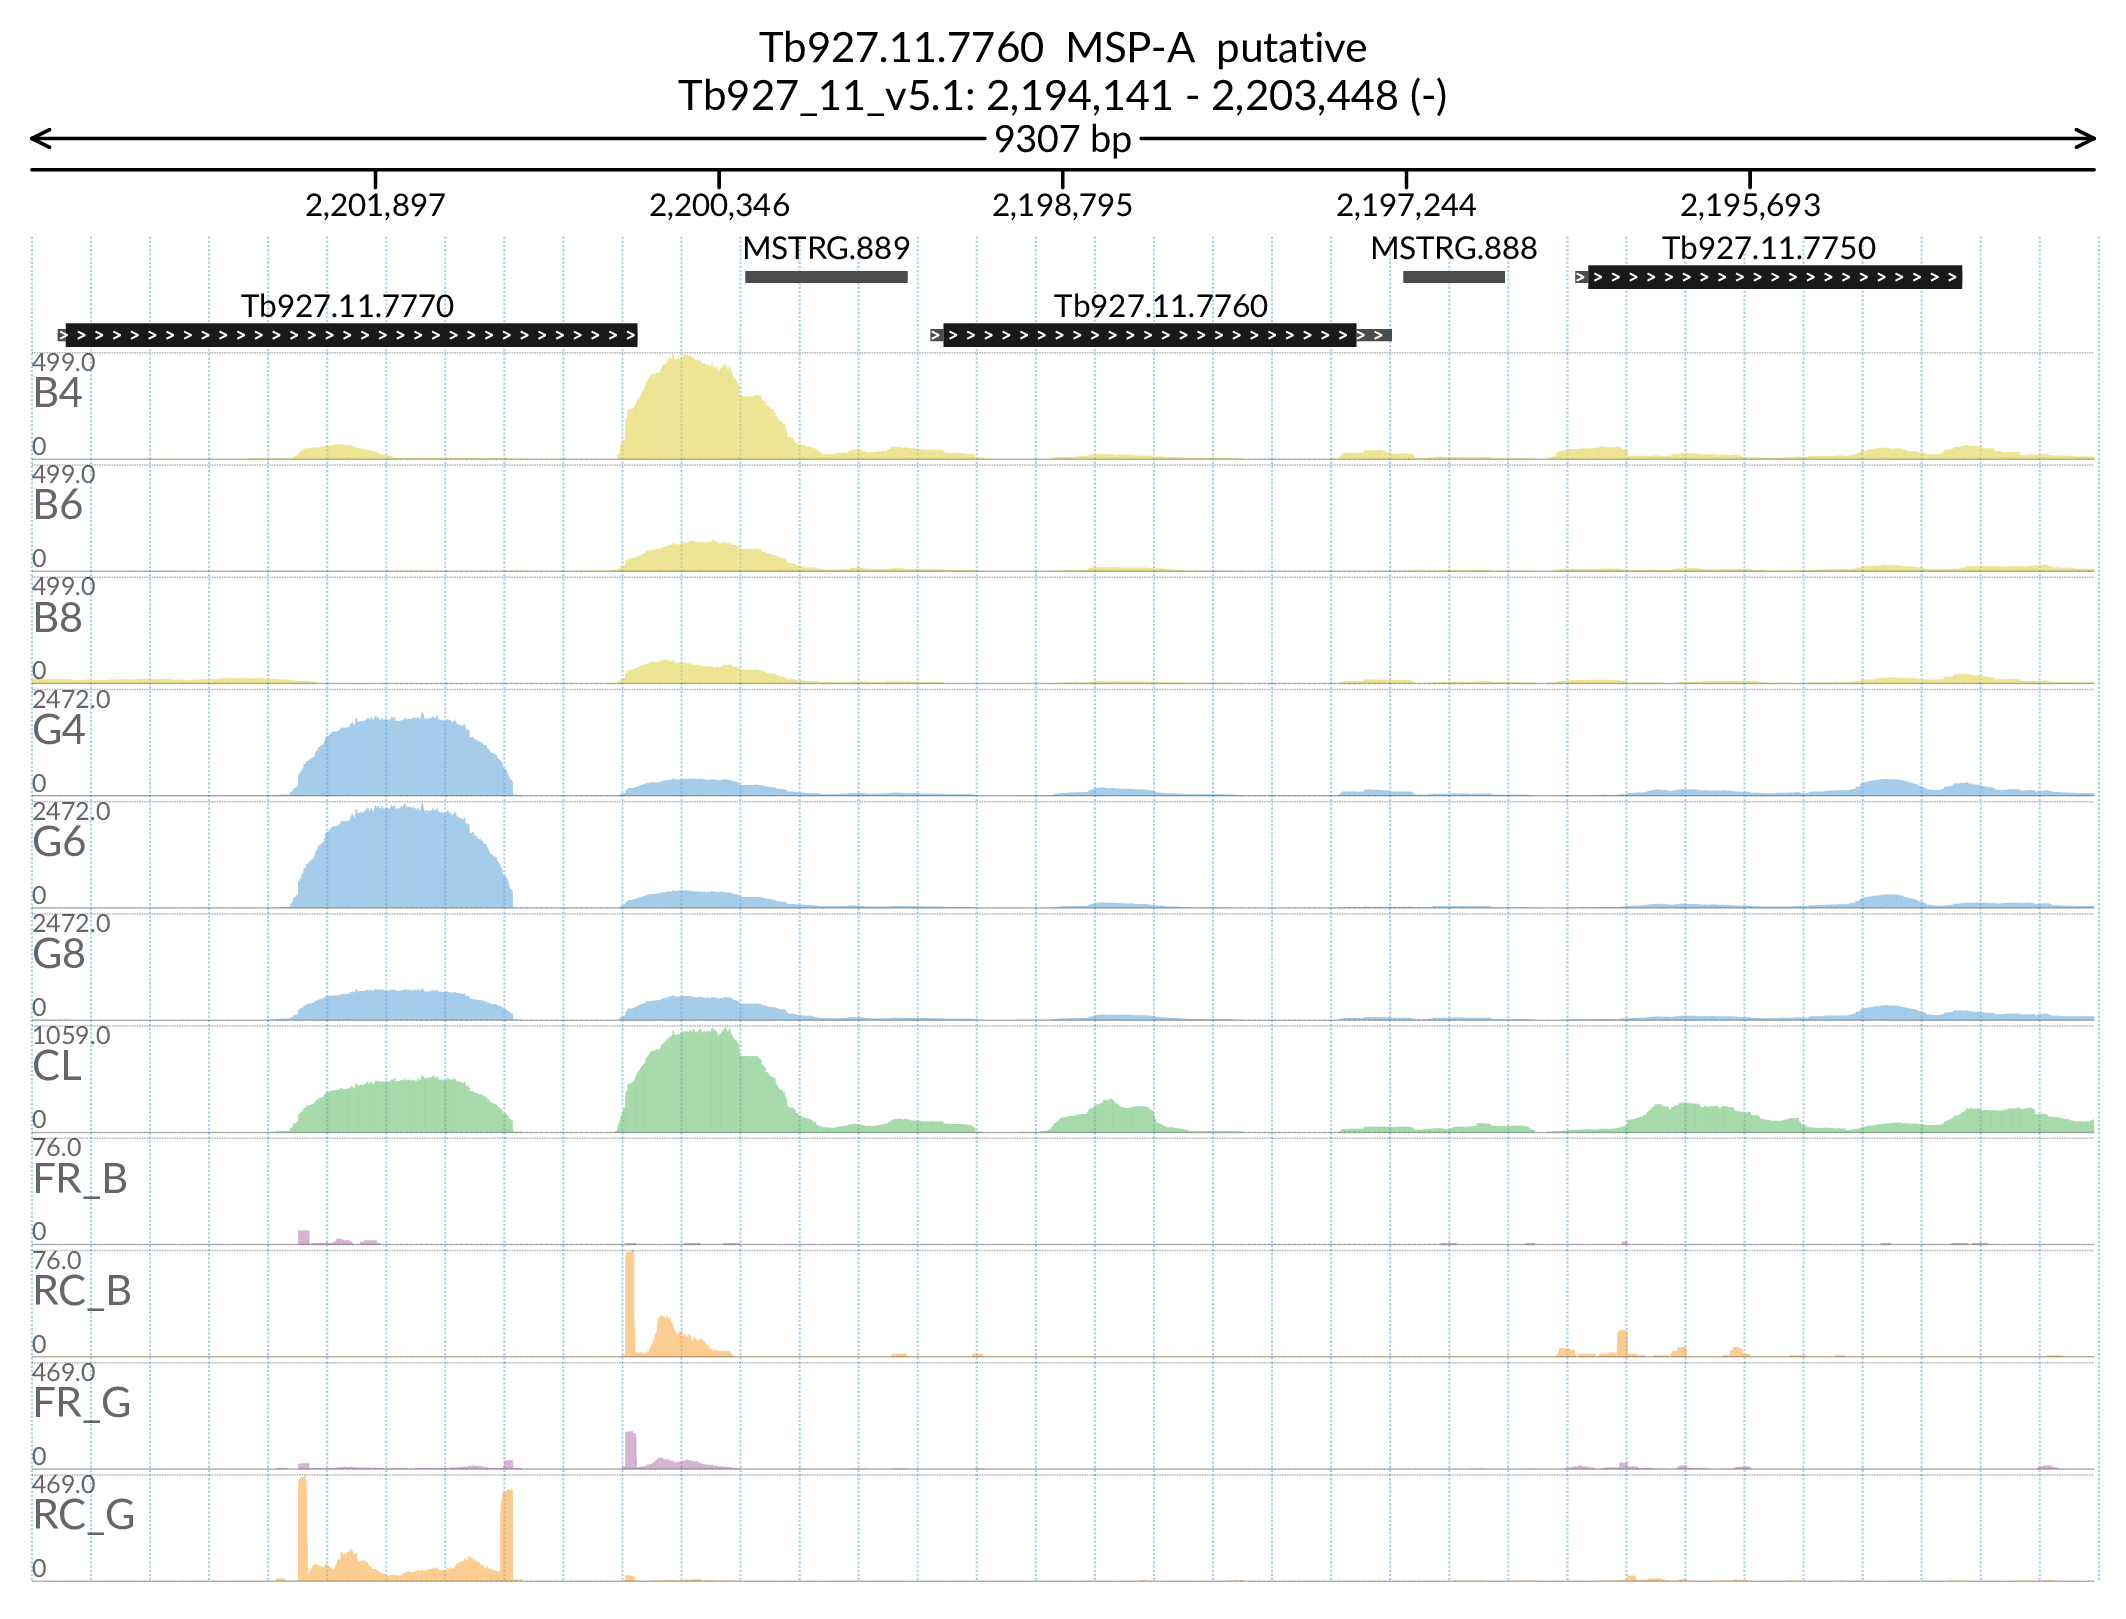 Tb927.11.7760 MSP-A putative
Tb927_11_v5.1: 2,194,141 - 2,203,448 (-)
9307 bp
2,201,897 2,200,346 2,198,795 2,197,244 2,195,693
MSTRG.889 MSTRG.888 Tb927.11.7750
Tb927.11.7770 Tb927.11.7760
499.0
B4
0
499.0
B6
0
499.0
B8
0
2472.0
G4
0
2472.0
G6
0
2472.0
G8
0
1059.0
CL
0
76.0
FR_B
0
76.0
RC_B
0
469.0
FR_G
0
469.0
RC_G
0